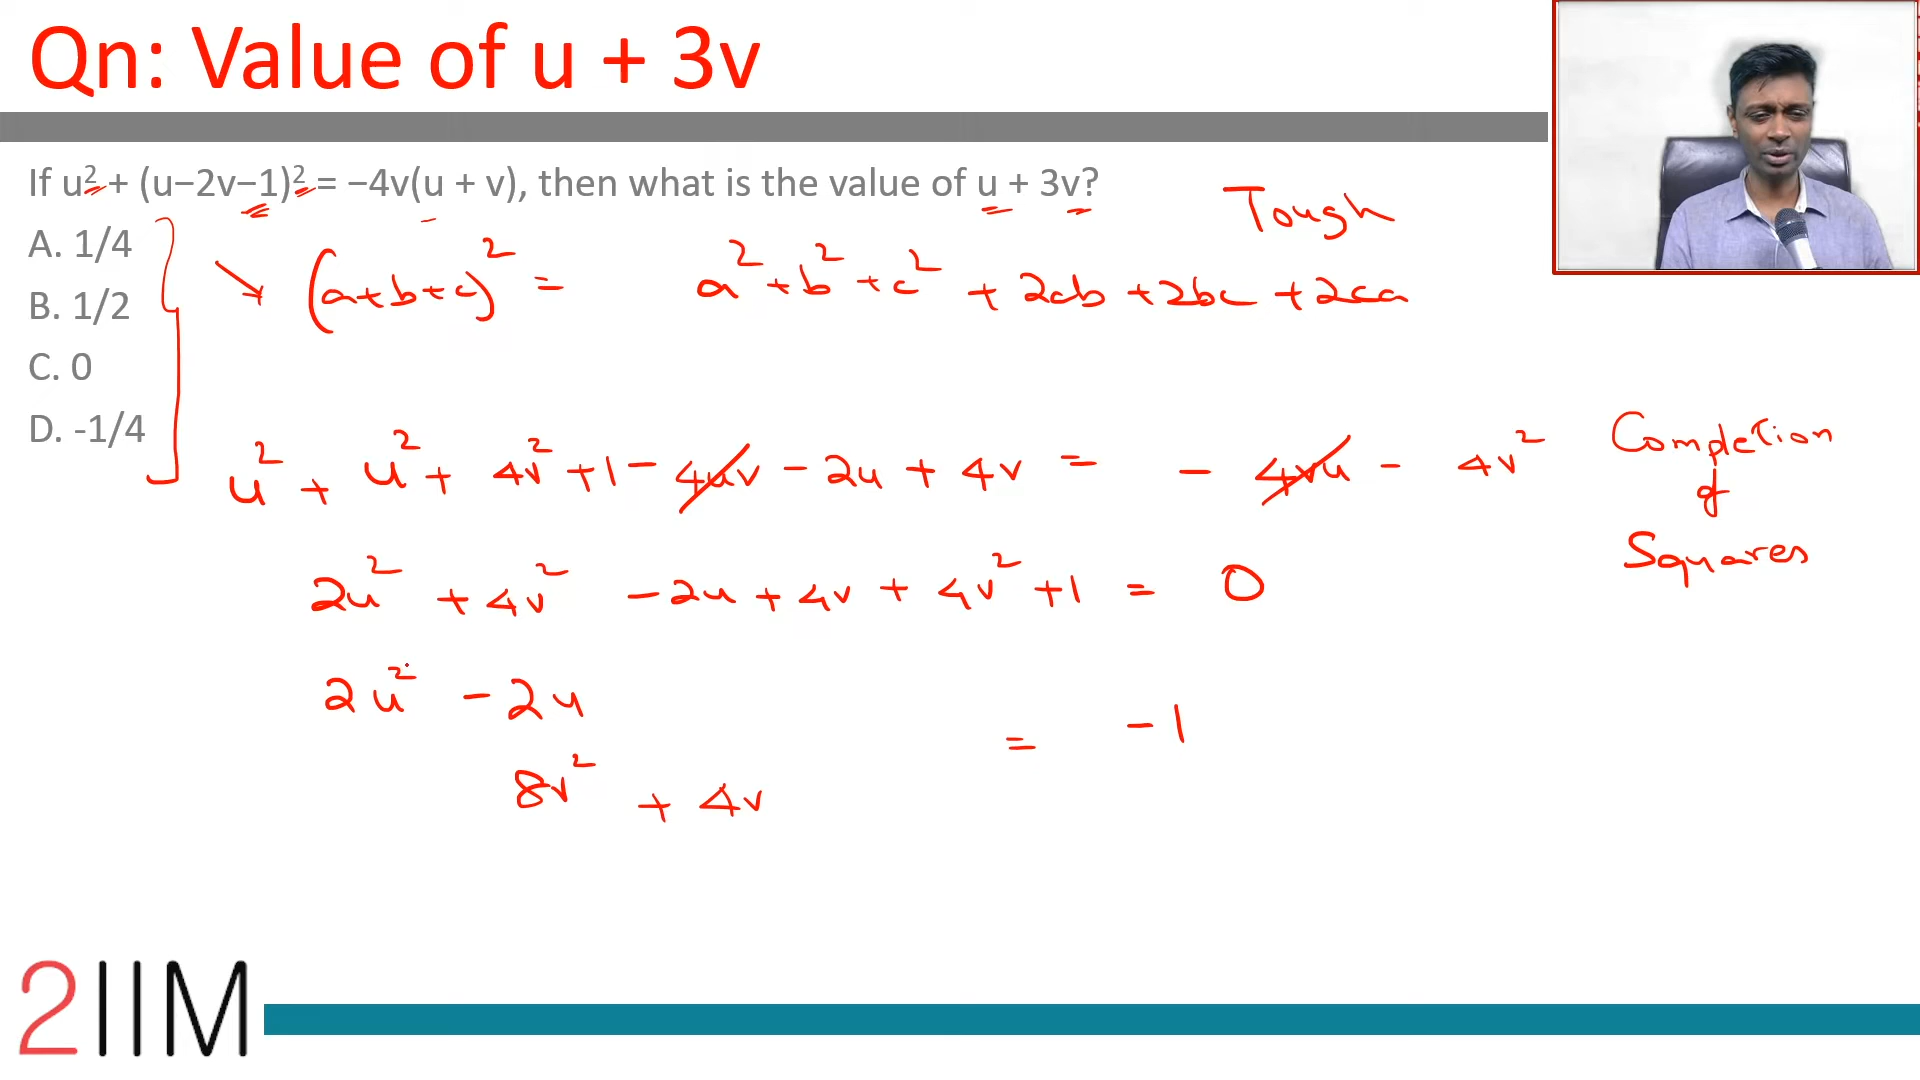 Qn: Value of u + 3v
If u² + (u−2v−1)² = −4v(u + v), then what is the value of u + 3v?
Tough
A. 1/4
(a+b+c)² = a² + b² + c² + 2ab + 2bc + 2ca
B. 1/2
C. 0
D. -1/4
u² + u² + 4v² + 1 − 4uv − 2u + 4v = − 4vu − 4v²
Completion
of
Squares
2u² + 4v² − 2u + 4v + 4v² + 1 = 0
2u² − 2u
= −1
8v² + 4v
2IIM